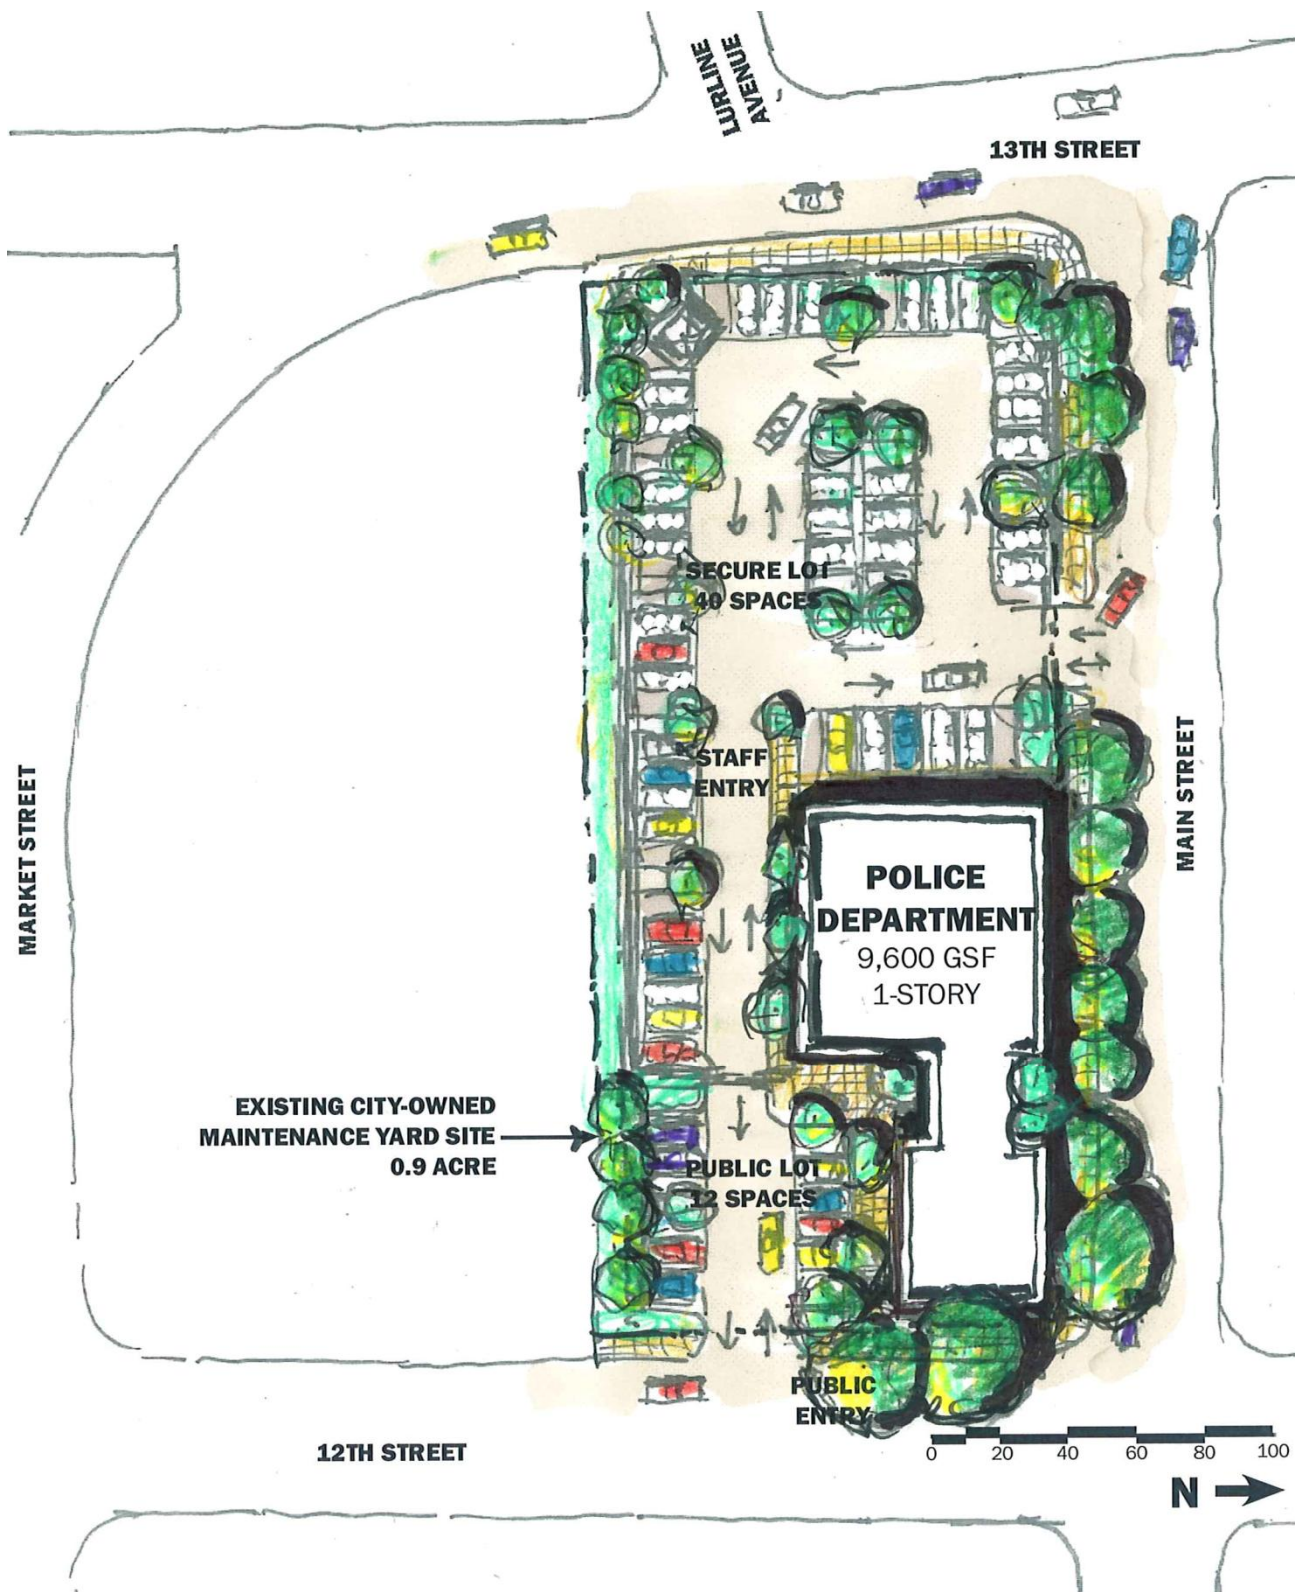 LURLINE
AVENUE
13TH STREET
SECURE LOT
40 SPACES
STAFF
ENTRY
MAIN STREET
MARKET STREET
POLICE
DEPARTMENT
9,600 GSF
1-STORY
EXISTING CITY-OWNED
MAINTENANCE YARD SITE
0.9 ACRE
PUBLIC LOT
12 SPACES
PUBLIC
ENTRY
12TH STREET
0 20 40 60 80 100
N